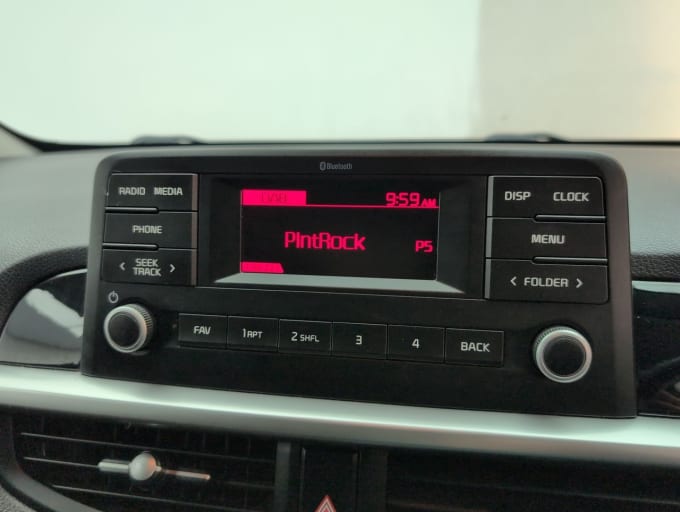 Bluetooth
RADIO MEDIA
PHONE
< SEEK >
TRACK
9:59 AM
PlntRock
P5
DISP CLOCK
MENU
< FOLDER >
FAV
1 RPT
2 SHFL
3
4
BACK